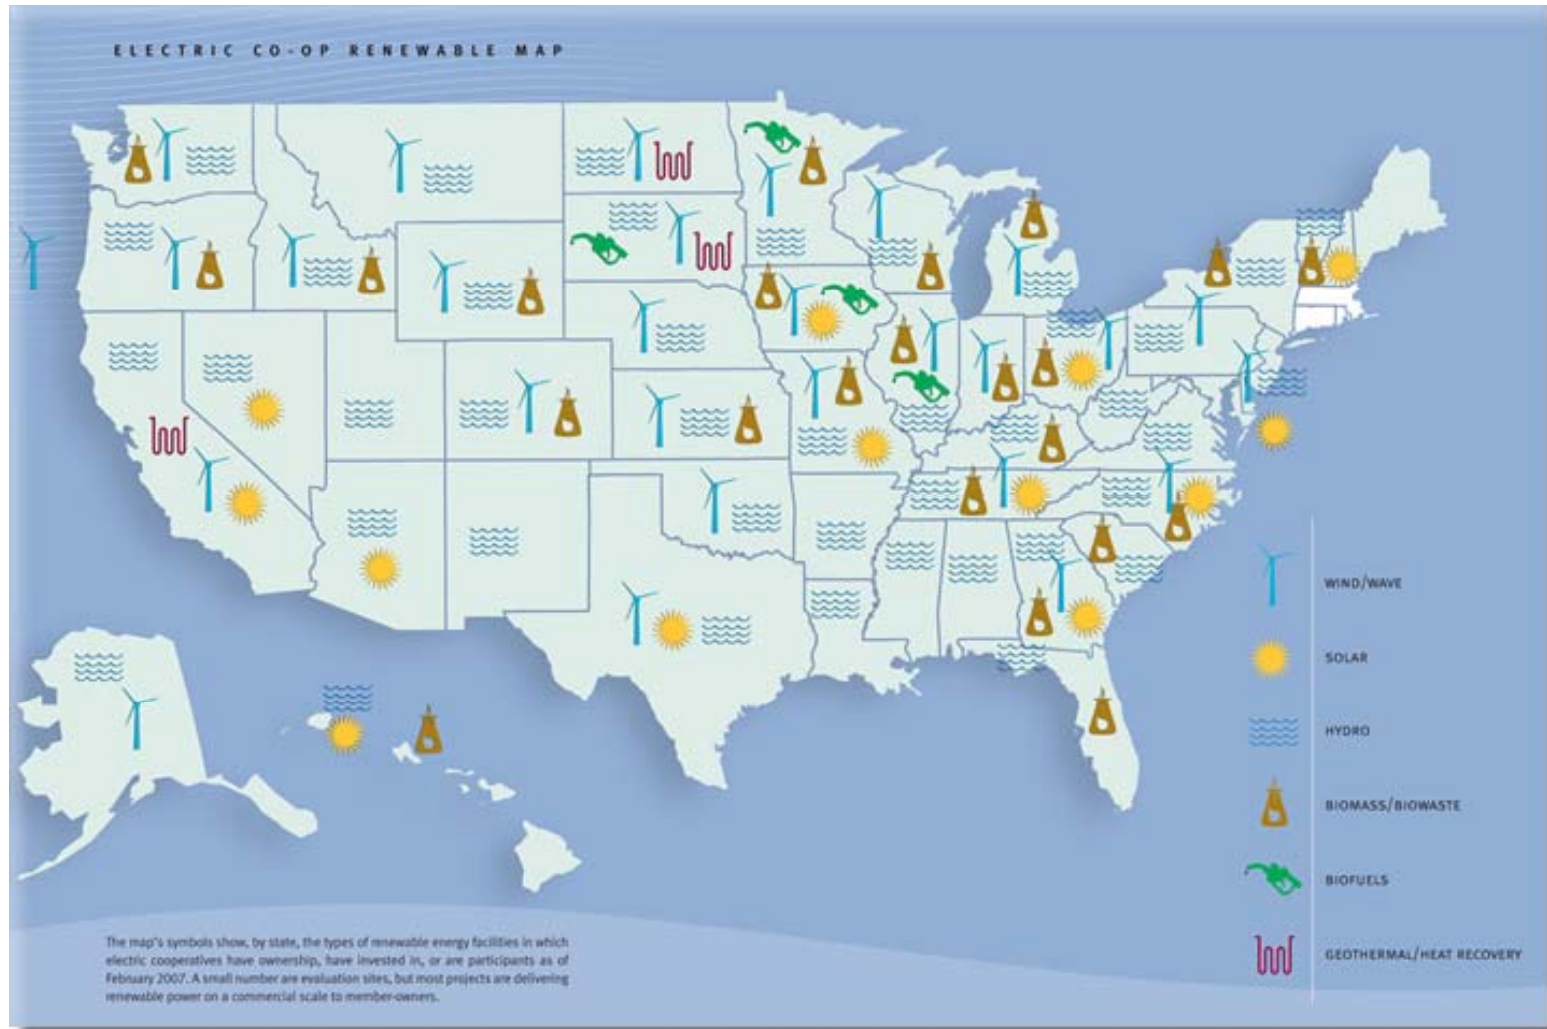 ELECTRIC CO-OP RENEWABLE MAP
WIND/WAVE
SOLAR
HYDRO
BIOMASS/BIOWASTE
BIOFUELS
GEOTHERMAL/HEAT RECOVERY
The map's symbols show, by state, the types of renewable energy facilities in which
electric cooperatives have ownership, have invested in, or are participants as of
February 2007. A small number are evaluation sites, but most projects are delivering
renewable power on a commercial scale to member-owners.